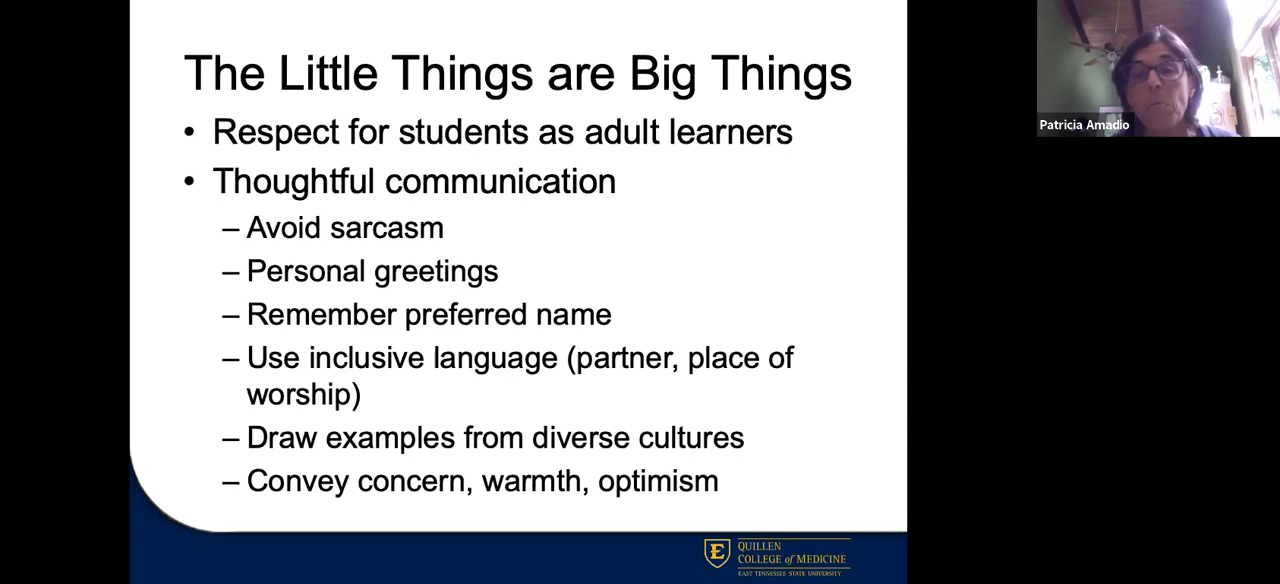 The Little Things are Big Things
• Respect for students as adult learners
• Thoughtful communication
– Avoid sarcasm
– Personal greetings
– Remember preferred name
– Use inclusive language (partner, place of
worship)
– Draw examples from diverse cultures
– Convey concern, warmth, optimism
E
QUILLEN
COLLEGE of MEDICINE
EAST TENNESSEE STATE UNIVERSITY
Patricia Amadio